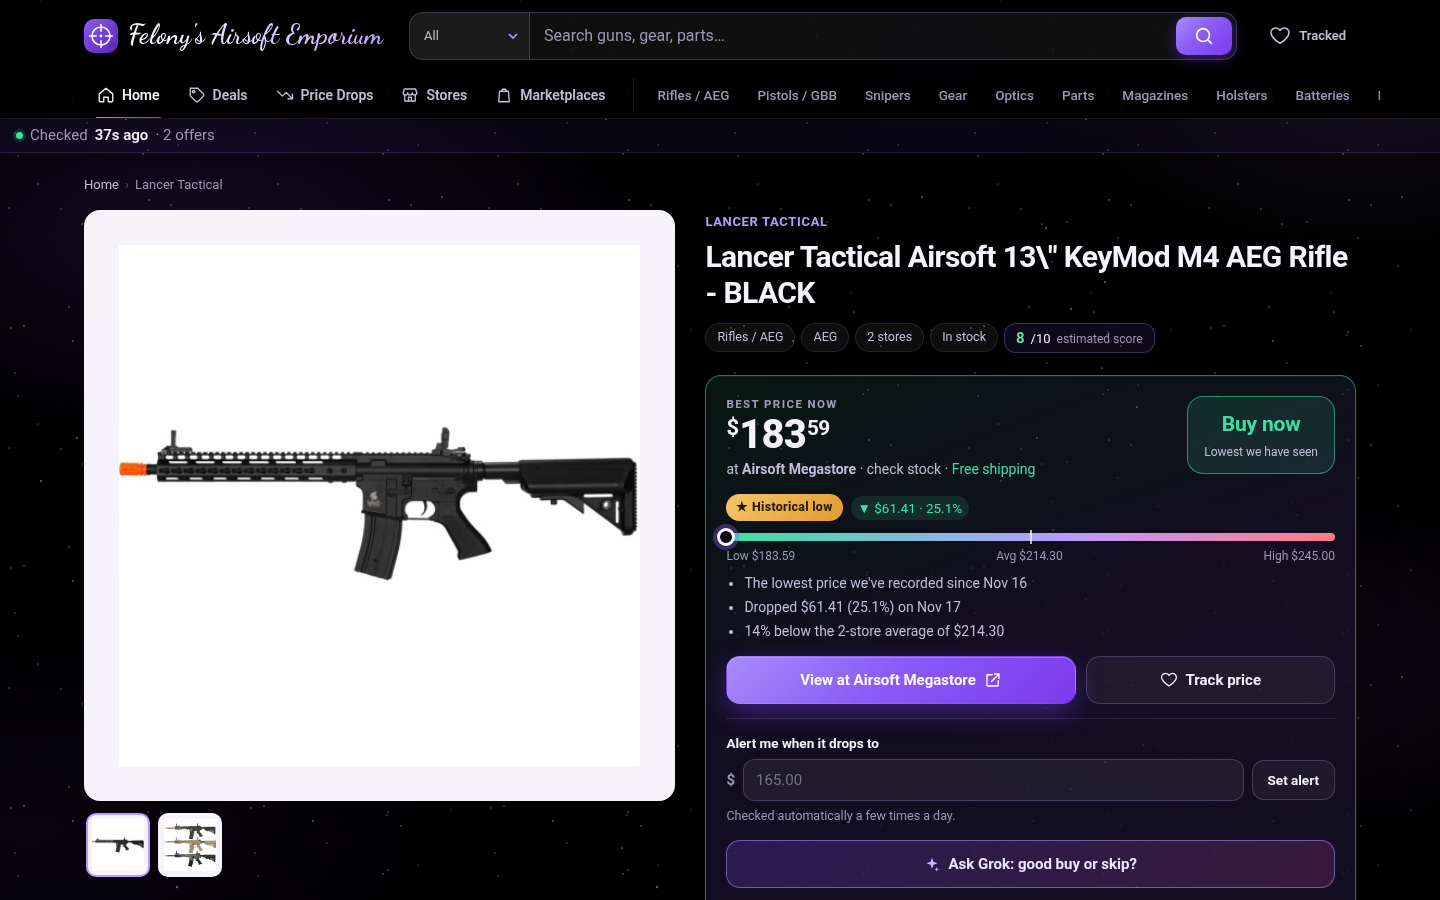 Felony's Airsoft Emporium
All
Search guns, gear, parts...
Tracked
Home
Deals
Price Drops
Stores
Marketplaces
Rifles / AEG
Pistols / GBB
Snipers
Gear
Optics
Parts
Magazines
Holsters
Batteries
Checked 37s ago · 2 offers
Home › Lancer Tactical
LANCER TACTICAL
Lancer Tactical Airsoft 13\" KeyMod M4 AEG Rifle
- BLACK
Rifles / AEG
AEG
2 stores
In stock
8 /10 estimated score
BEST PRICE NOW
$18359
at Airsoft Megastore · check stock · Free shipping
Buy now
Lowest we have seen
★ Historical low
▼ $61.41 · 25.1%
Low $183.59
Avg $214.30
High $245.00
• The lowest price we've recorded since Nov 16
• Dropped $61.41 (25.1%) on Nov 17
• 14% below the 2-store average of $214.30
View at Airsoft Megastore
Track price
Alert me when it drops to
$ 165.00
Set alert
Checked automatically a few times a day.
Ask Grok: good buy or skip?